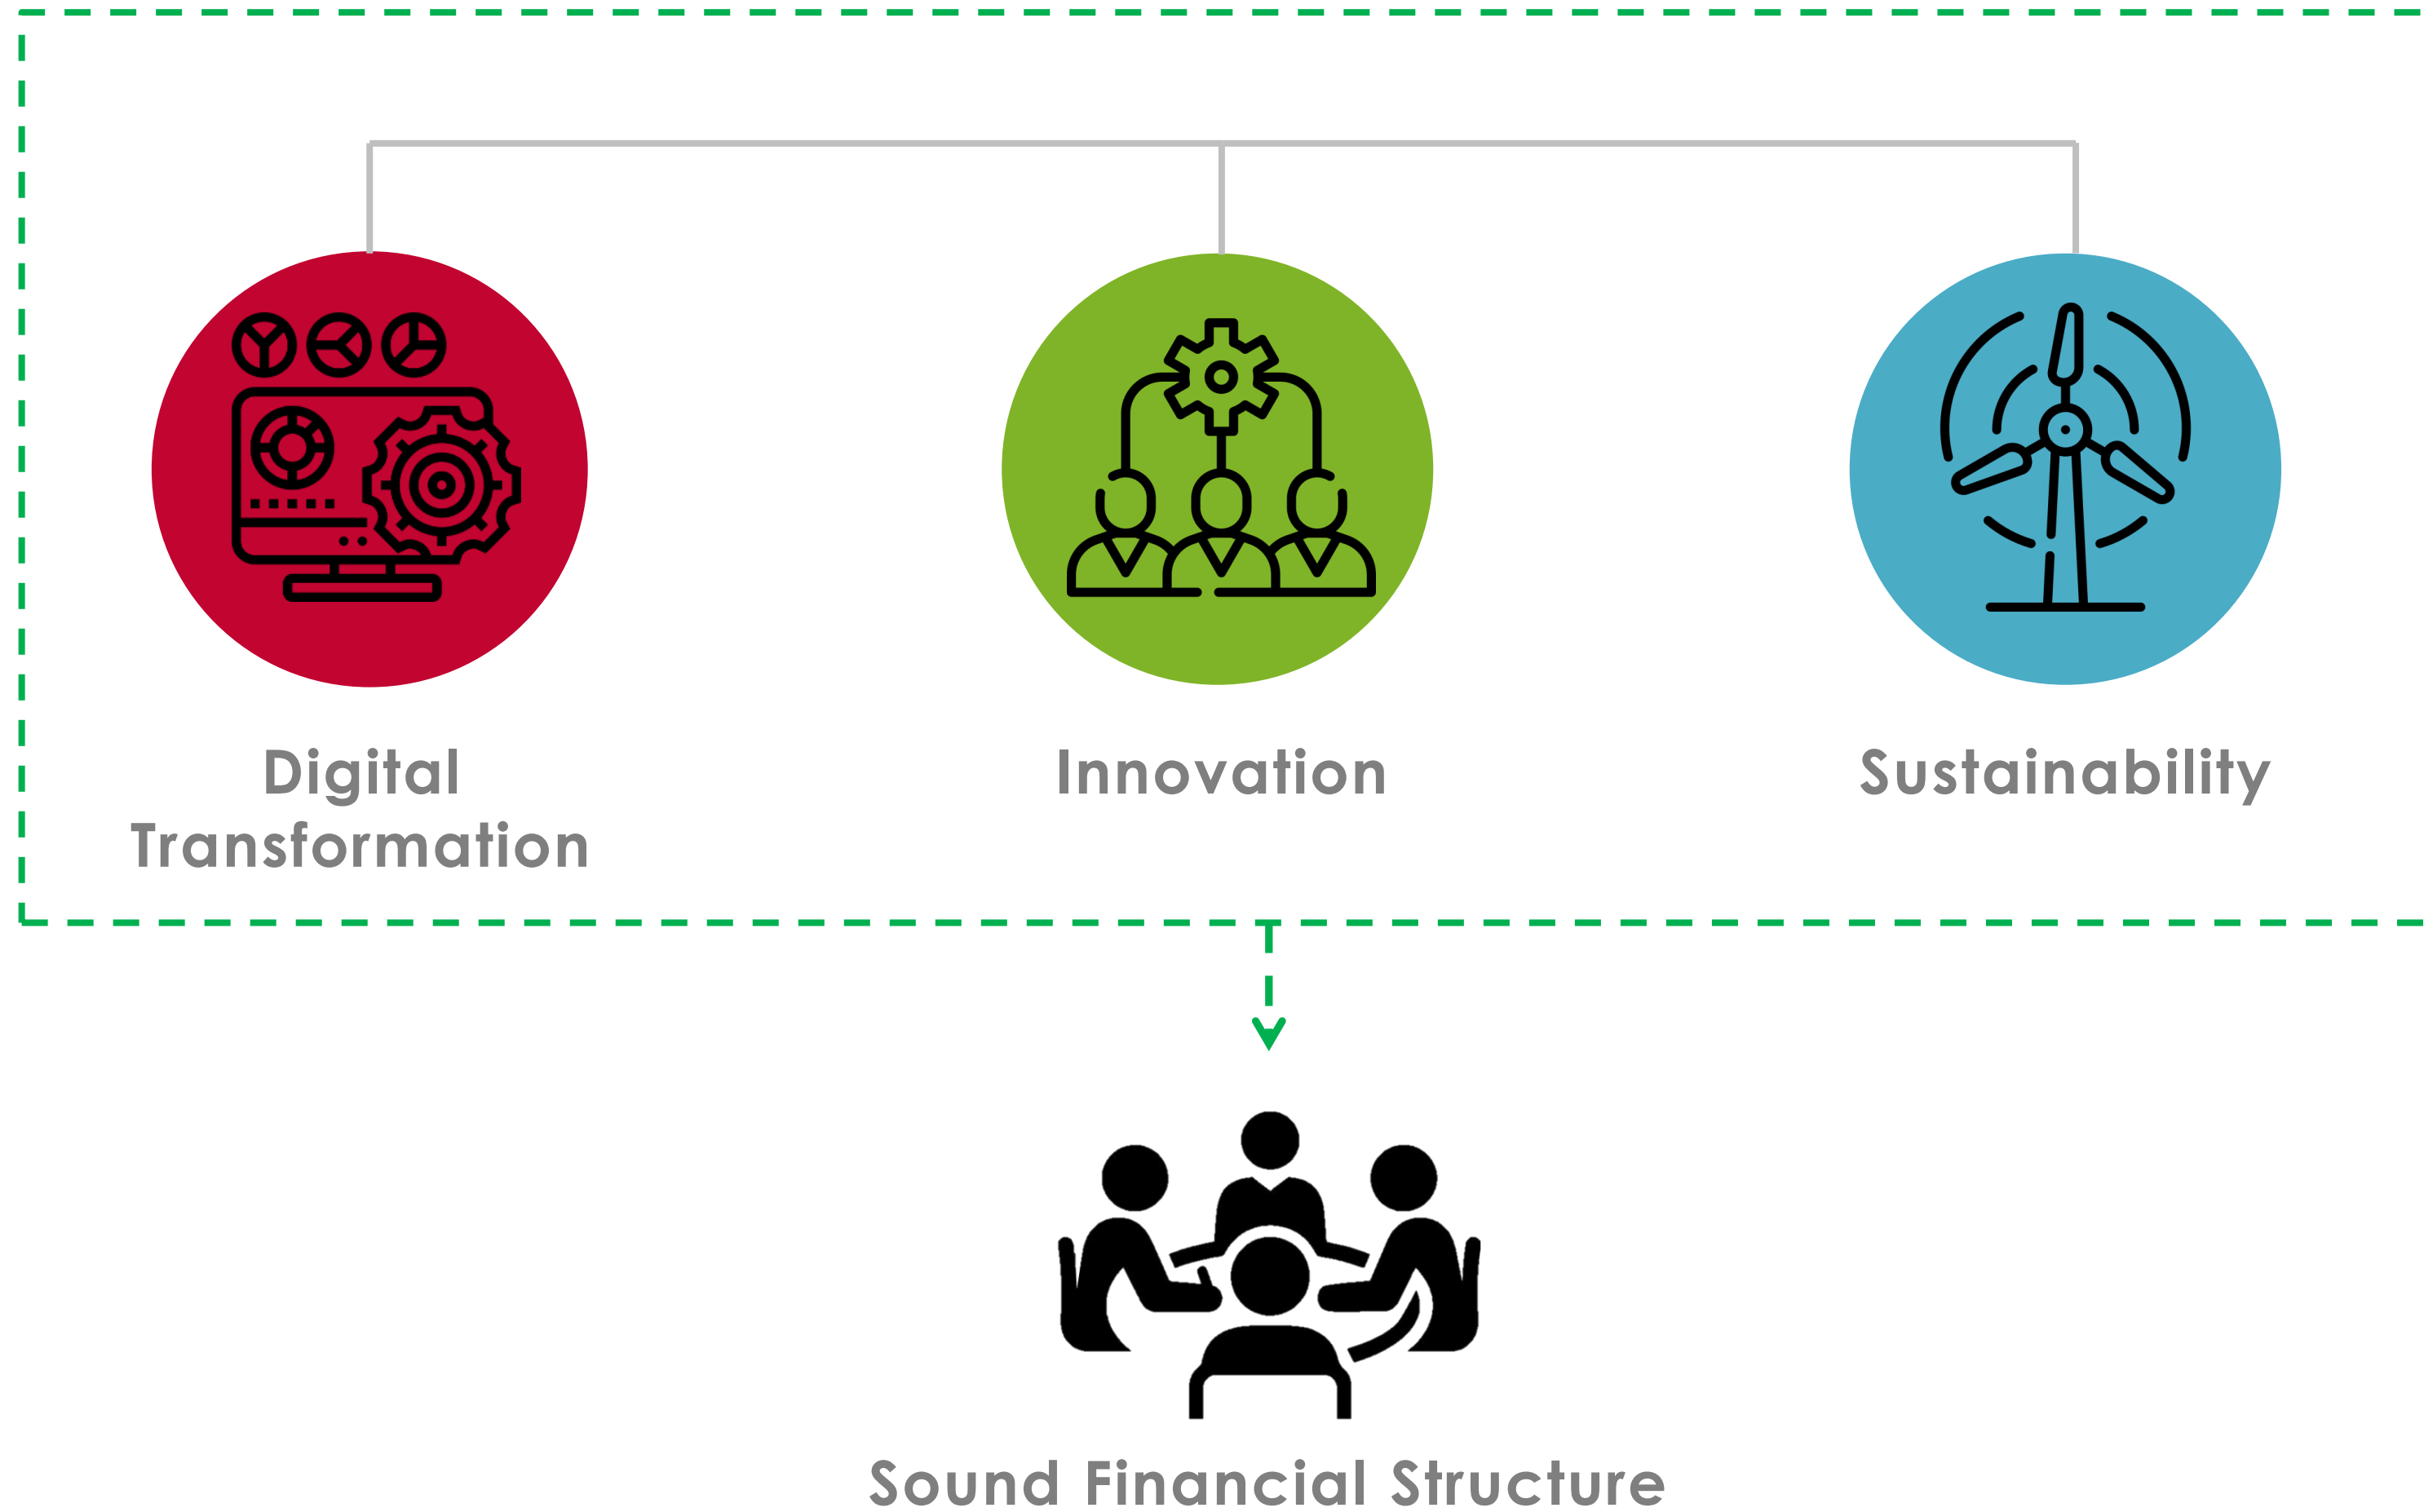 Digital
Transformation
Innovation
Sustainability
Sound Financial Structure